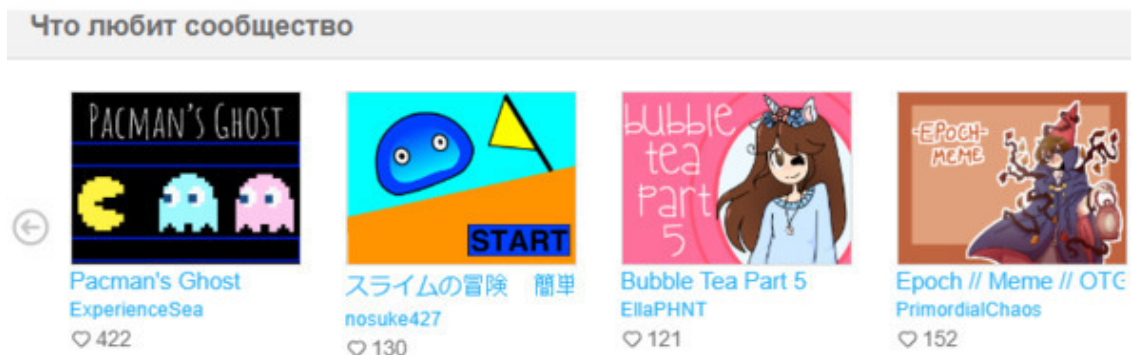 Что любит сообщество
PACMAN'S GHOST
START
bubble
tea
part
5
-EPOCH-
MEME
Pacman's Ghost
ExperienceSea
422
スライムの冒険　簡単
nosuke427
130
Bubble Tea Part 5
EllaPHNT
121
Epoch // Meme // OTC
PrimordialChaos
152